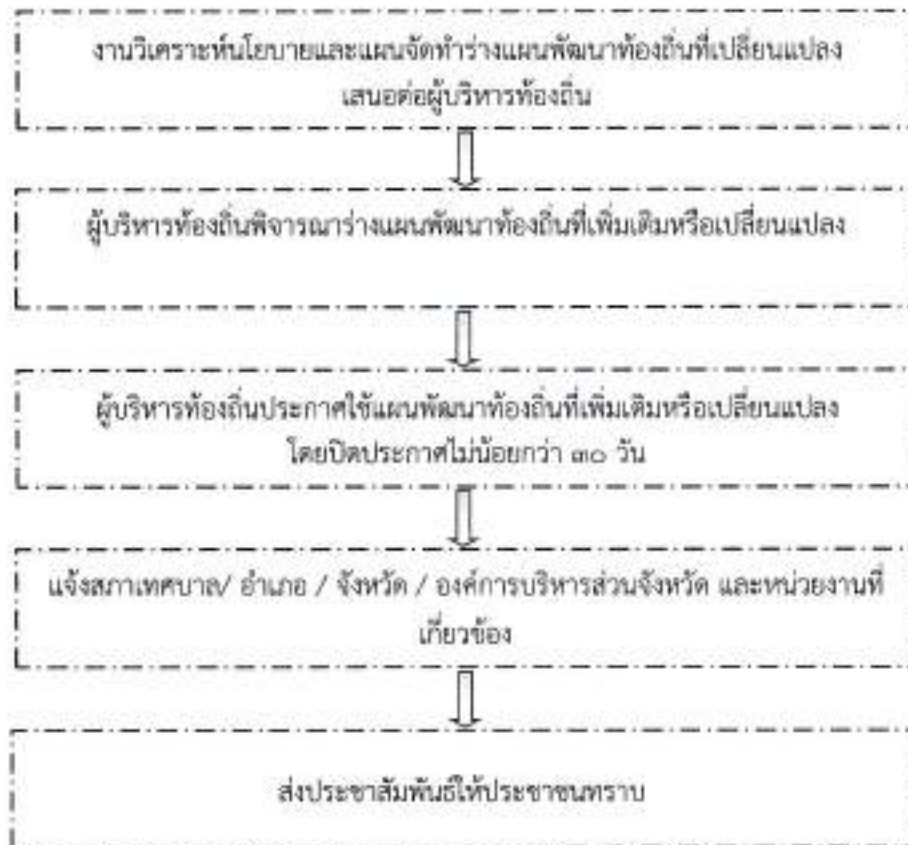 งานวิเคราะห์นโยบายและแผนจัดทำร่างแผนพัฒนาท้องถิ่นที่เปลี่ยนแปลง
เสนอต่อผู้บริหารท้องถิ่น
ผู้บริหารท้องถิ่นพิจารณาร่างแผนพัฒนาท้องถิ่นที่เพิ่มเติมหรือเปลี่ยนแปลง
ผู้บริหารท้องถิ่นประกาศใช้แผนพัฒนาท้องถิ่นที่เพิ่มเติมหรือเปลี่ยนแปลง
โดยปิดประกาศไม่น้อยกว่า ๓๐ วัน
แจ้งสภาเทศบาล/ อำเภอ / จังหวัด / องค์การบริหารส่วนจังหวัด และหน่วยงานที่
เกี่ยวข้อง
ส่งประชาสัมพันธ์ให้ประชาชนทราบ